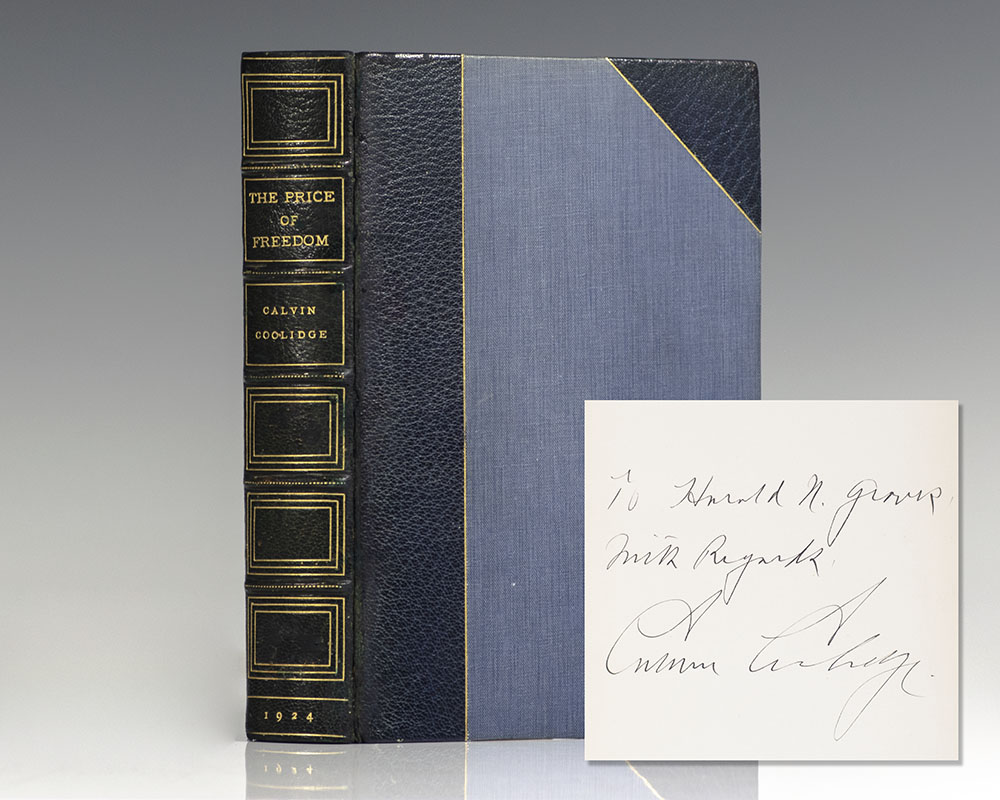 THE PRICE
OF
FREEDOM
CALVIN
COOLIDGE
1924
To Harold N. Graves,
With Regards.
Calvin Coolidge.